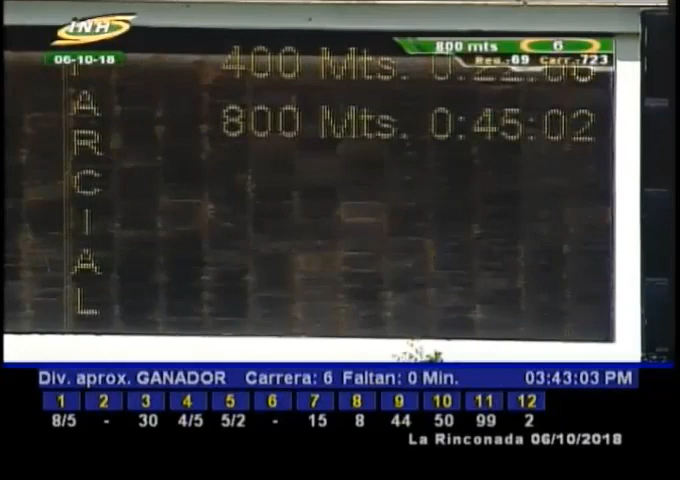 INH
06-10-18
800 mts 6
Reu.-69 Carr.-723
400 Mts.
800 Mts. 0:45:02
PARCIAL
Div. aprox. GANADOR Carrera: 6 Faltan: 0 Min. 03:43:03 PM
1 2 3 4 5 6 7 8 9 10 11 12
8/5 - 30 4/5 5/2 - 15 8 44 50 99 2
La Rinconada 06/10/2018